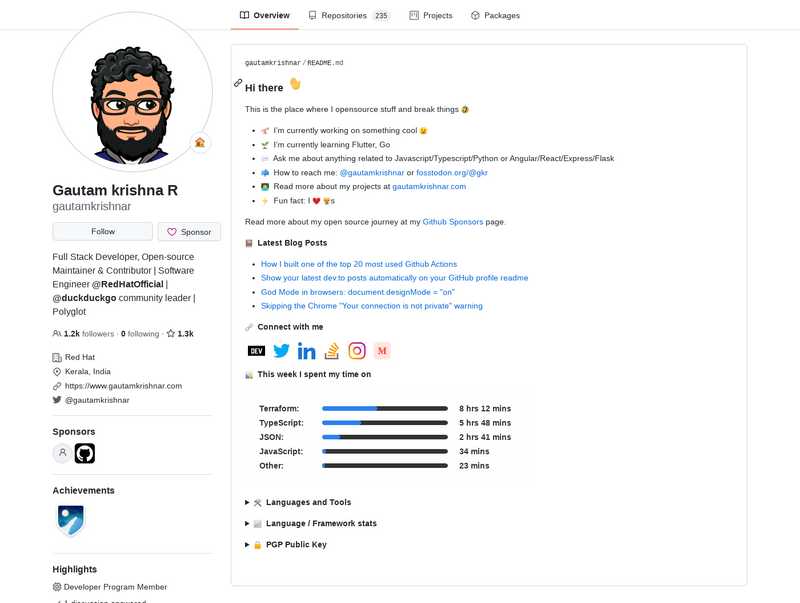 Overview
Repositories 235
Projects
Packages
Gautam krishna R
gautamkrishnar
Follow
Sponsor
Full Stack Developer, Open-source
Maintainer & Contributor | Software
Engineer @RedHatOfficial |
@duckduckgo community leader |
Polyglot
1.2k followers · 0 following · 1.3k
Red Hat
Kerala, India
https://www.gautamkrishnar.com
@gautamkrishnar
Sponsors
Achievements
Highlights
Developer Program Member
1 discussion answered
gautamkrishnar / README.md
Hi there 👋
This is the place where I opensource stuff and break things 🤣
I'm currently working on something cool 😉
I'm currently learning Flutter, Go
Ask me about anything related to Javascript/Typescript/Python or Angular/React/Express/Flask
How to reach me: @gautamkrishnar or fosstodon.org/@gkr
Read more about my projects at gautamkrishnar.com
Fun fact: I ❤️ 🐶s
Read more about my open source journey at my Github Sponsors page.
Latest Blog Posts
How I built one of the top 20 most used Github Actions
Show your latest dev.to posts automatically on your GitHub profile readme
God Mode in browsers: document.designMode = "on"
Skipping the Chrome "Your connection is not private" warning
Connect with me
DEV
M
This week I spent my time on
Terraform: 8 hrs 12 mins
TypeScript: 5 hrs 48 mins
JSON: 2 hrs 41 mins
JavaScript: 34 mins
Other: 23 mins
Languages and Tools
Language / Framework stats
PGP Public Key